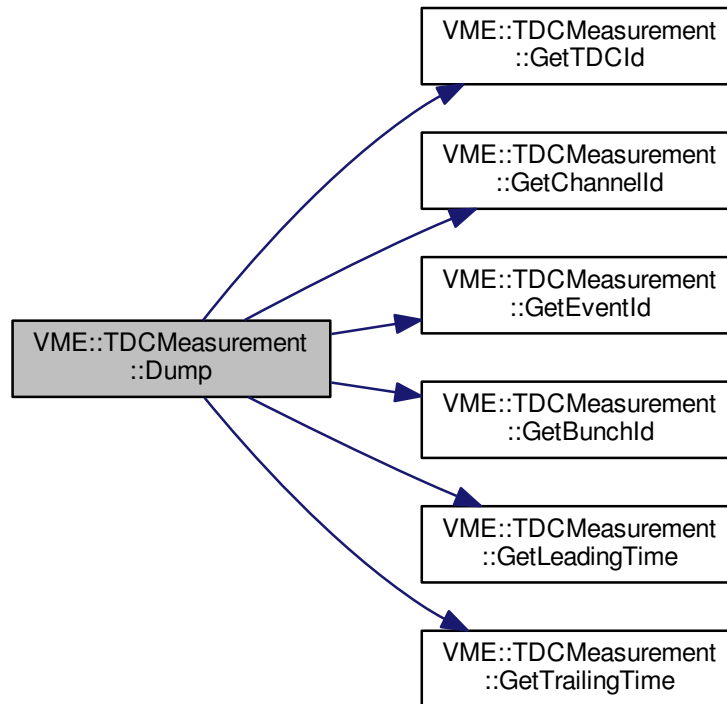 VME::TDCMeasurement
::GetTDCId
VME::TDCMeasurement
::GetChannelId
VME::TDCMeasurement
::GetEventId
VME::TDCMeasurement
::Dump
VME::TDCMeasurement
::GetBunchId
VME::TDCMeasurement
::GetLeadingTime
VME::TDCMeasurement
::GetTrailingTime